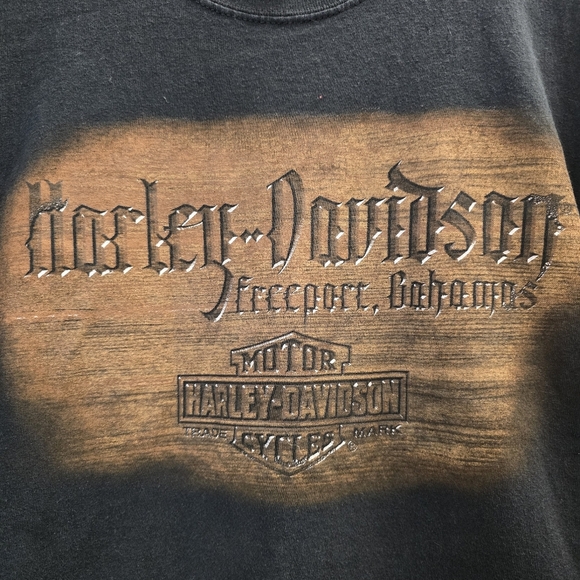 Harley-Davidson
Freeport, Bahamas
MOTOR
HARLEY-DAVIDSON
TRADE CYCLES MARK
®